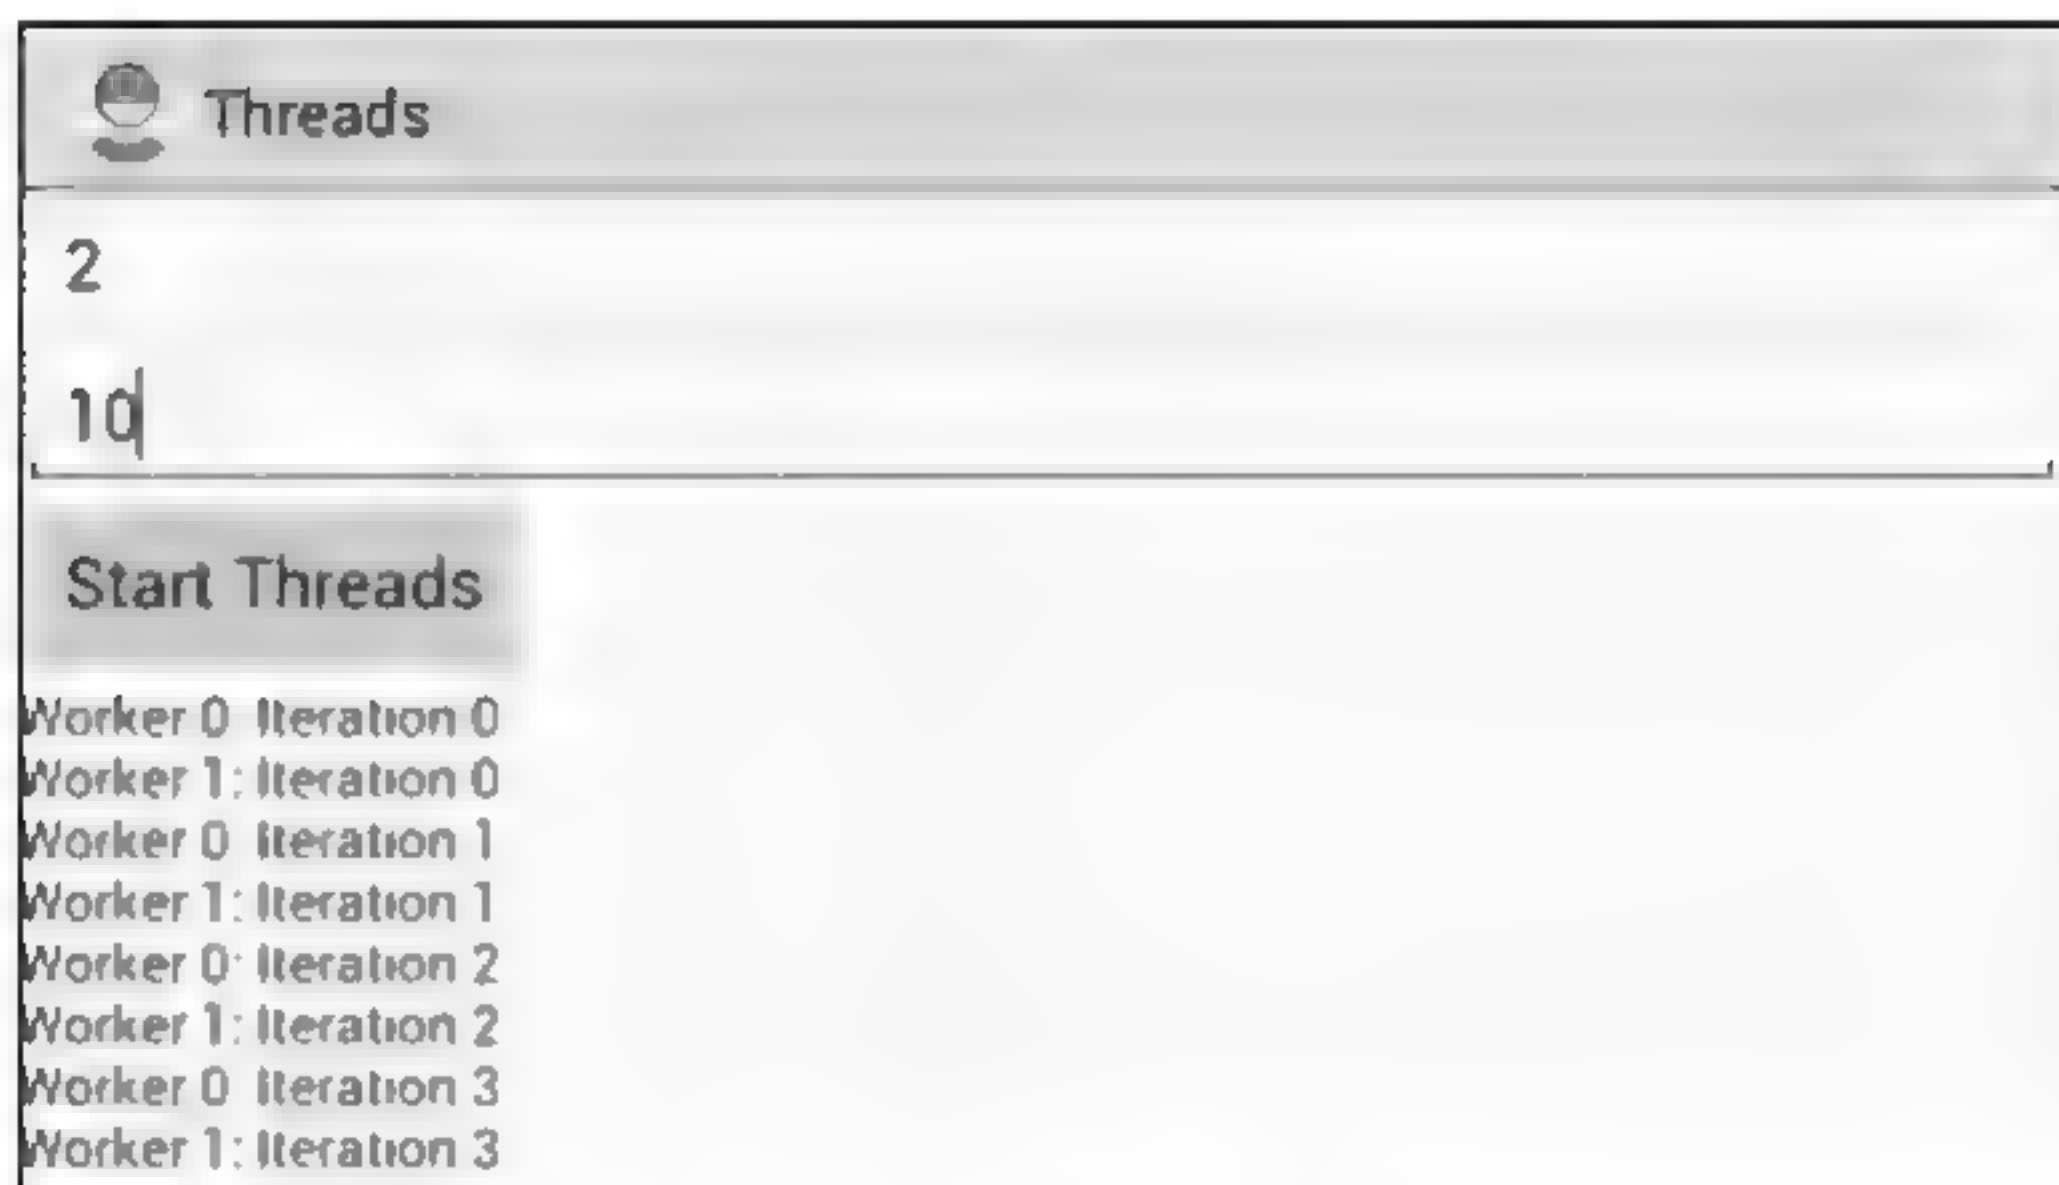 Threads
2
10
Start Threads
Worker 0 Iteration 0
Worker 1: Iteration 0
Worker 0 Iteration 1
Worker 1: Iteration 1
Worker 0: Iteration 2
Worker 1: Iteration 2
Worker 0 Iteration 3
Worker 1: Iteration 3